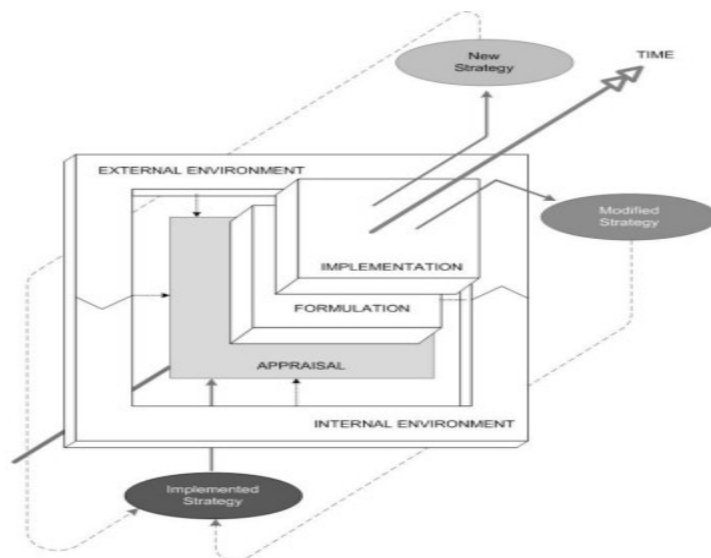 New
Strategy
TIME
EXTERNAL ENVIRONMENT
Modified
Strategy
IMPLEMENTATION
FORMULATION
APPRAISAL
INTERNAL ENVIRONMENT
Implemented
Strategy